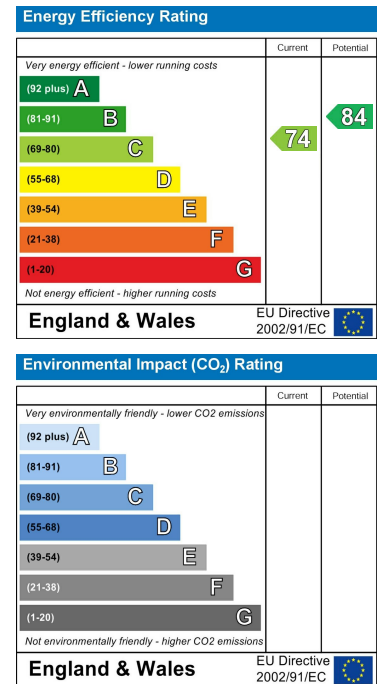 Energy Efficiency Rating
Current Potential
Very energy efficient - lower running costs
(92 plus) A
(81-91) B
(69-80) C
(55-68) D
(39-54) E
(21-38) F
(1-20) G
74
84
Not energy efficient - higher running costs
England & Wales
EU Directive
2002/91/EC
Environmental Impact (CO₂) Rating
Current Potential
Very environmentally friendly - lower CO2 emissions
(92 plus) A
(81-91) B
(69-80) C
(55-68) D
(39-54) E
(21-38) F
(1-20) G
Not environmentally friendly - higher CO2 emissions
England & Wales
EU Directive
2002/91/EC